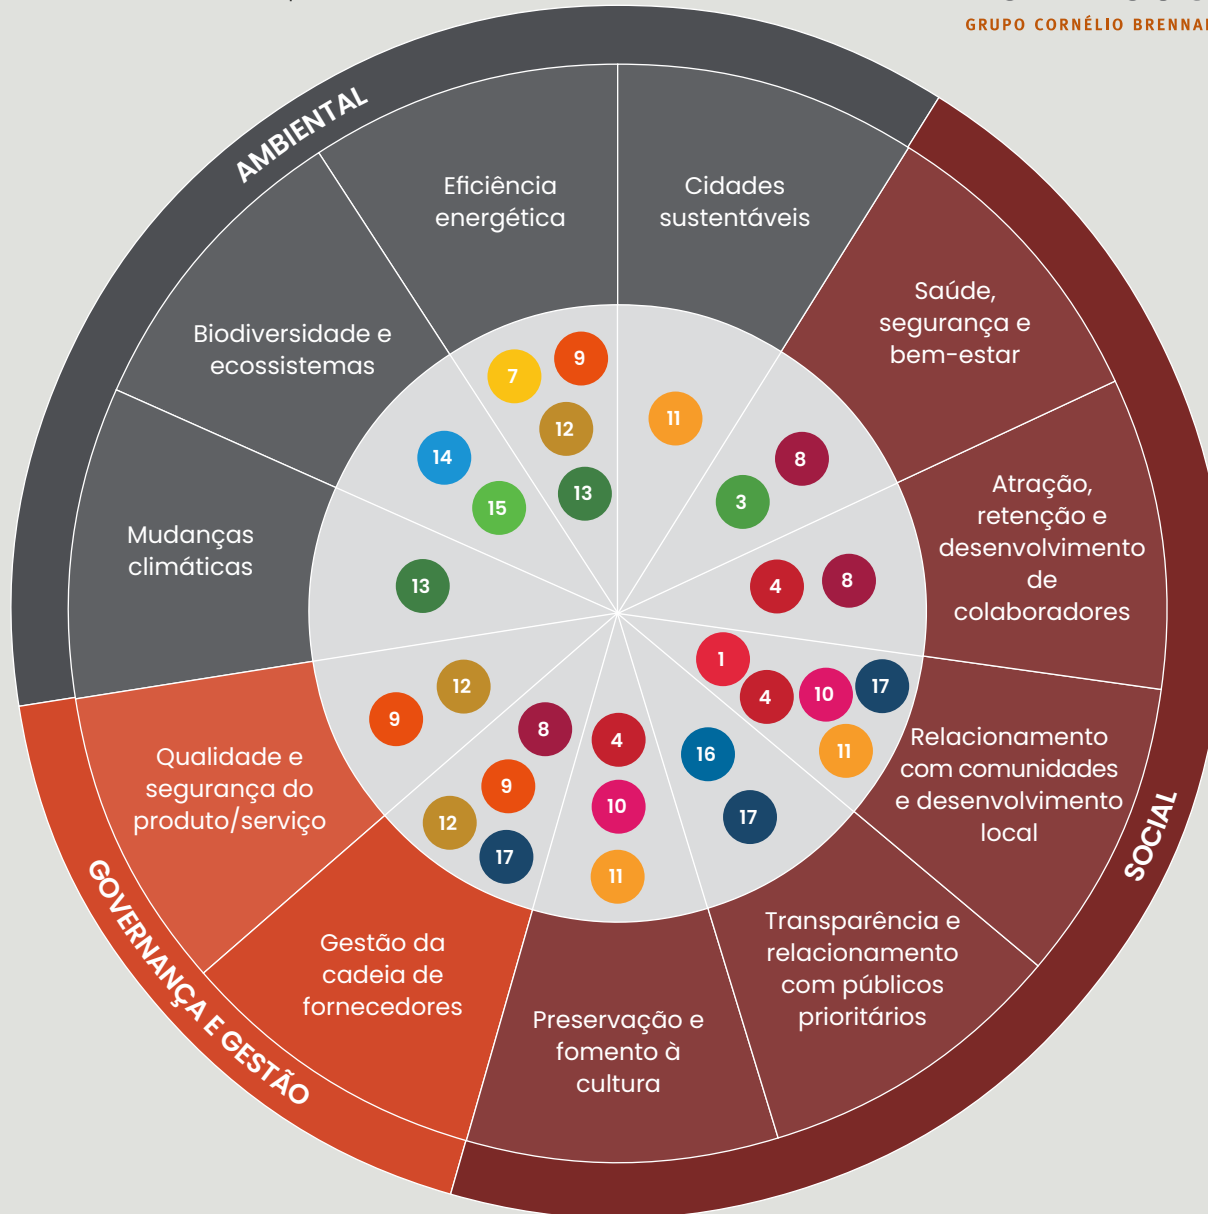 GRUPO CORNÉLIO BRENNAN
AMBIENTAL
Eficiência
energética
Cidades
sustentáveis
Biodiversidade e
ecossistemas
Mudanças
climáticas
Saúde,
segurança e
bem-estar
Atração,
retenção e
desenvolvimento
de
colaboradores
Relacionamento
com comunidades
e desenvolvimento
local
SOCIAL
Transparência e
relacionamento
com públicos
prioritários
Preservação e
fomento à
cultura
Gestão da
cadeia de
fornecedores
Qualidade e
segurança do
produto/serviço
GOVERNANÇA E GESTÃO
7
9
12
13
11
8
3
4
8
1
4
10
17
11
16
17
4
10
11
8
9
12
17
12
9
13
14
15